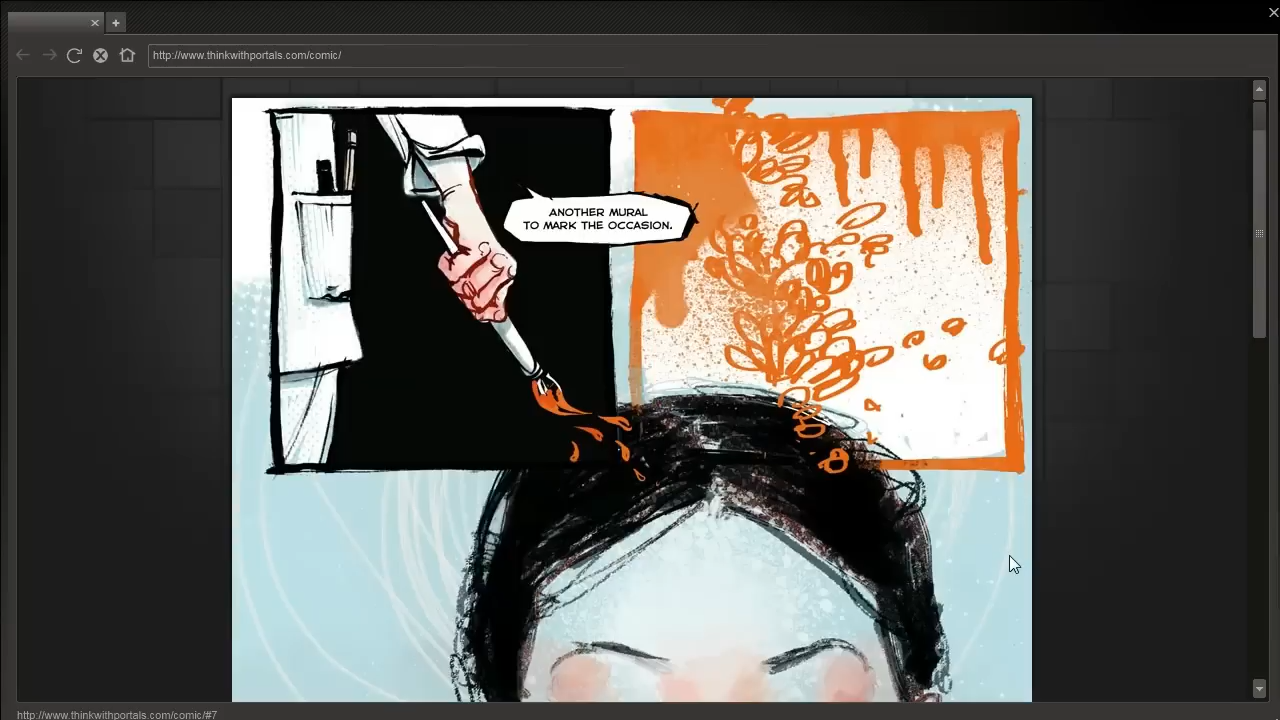 http://www.thinkwithportals.com/comic/
ANOTHER MURAL
TO MARK THE OCCASION.
http://www.thinkwithportals.com/comic/#7